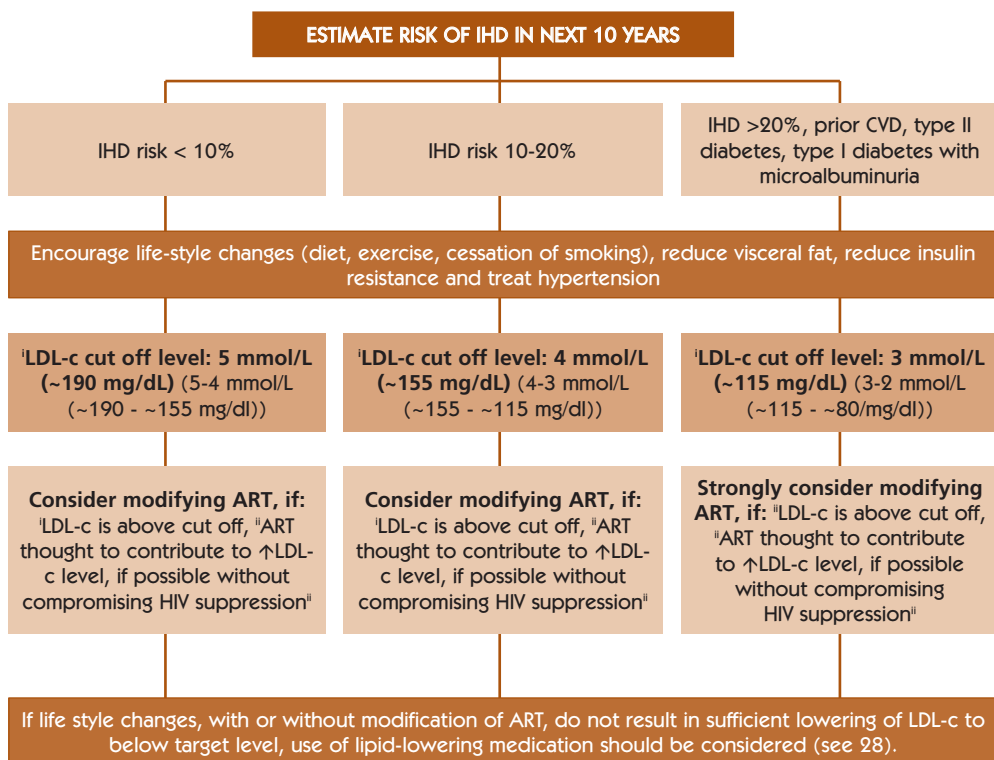 ESTIMATE RISK OF IHD IN NEXT 10 YEARS
IHD risk < 10%
IHD risk 10-20%
IHD >20%, prior CVD, type II
diabetes, type I diabetes with
microalbuminuria
Encourage life-style changes (diet, exercise, cessation of smoking), reduce visceral fat, reduce insulin
resistance and treat hypertension
ⁱLDL-c cut off level: 5 mmol/L
(~190 mg/dL) (5-4 mmol/L
(~190 - ~155 mg/dl))
ⁱLDL-c cut off level: 4 mmol/L
(~155 mg/dL) (4-3 mmol/L
(~155 - ~115 mg/dl))
ⁱLDL-c cut off level: 3 mmol/L
(~115 mg/dL) (3-2 mmol/L
(~115 - ~80/mg/dl))
Consider modifying ART, if:
ⁱLDL-c is above cut off, ⁱⁱART
thought to contribute to ↑LDL-
c level, if possible without
compromising HIV suppressionⁱⁱ
Consider modifying ART, if:
ⁱLDL-c is above cut off, ⁱⁱART
thought to contribute to ↑LDL-
c level, if possible without
compromising HIV suppressionⁱⁱ
Strongly consider modifying
ART, if: ⁱⁱLDL-c is above cut off,
ⁱⁱART thought to contribute
to ↑LDL-c level, if possible
without compromising
HIV suppressionⁱⁱ
If life style changes, with or without modification of ART, do not result in sufficient lowering of LDL-c to
below target level, use of lipid-lowering medication should be considered (see 28).